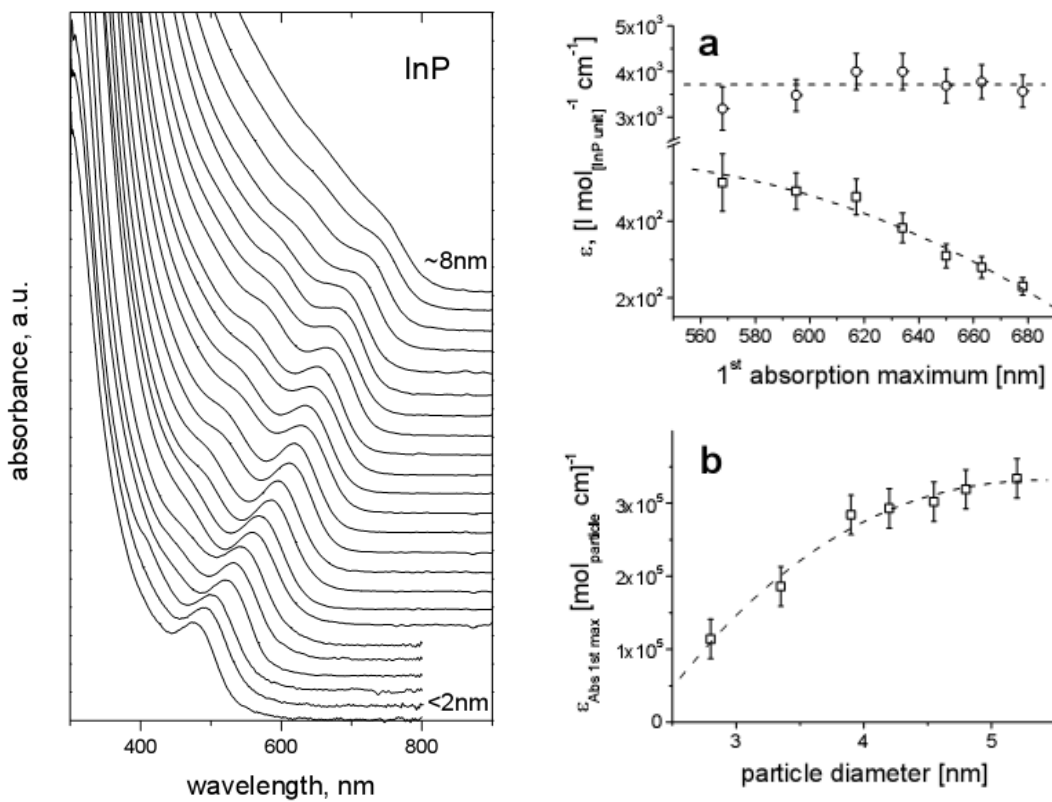 InP
~8nm
<2nm
absorbance, a.u.
400
600
800
wavelength, nm
a
5x10³
4x10³
3x10³
4x10²
2x10²
ε, [l mol[InP unit]⁻¹ cm⁻¹]
560 580 600 620 640 660 680
1st absorption maximum [nm]
b
3x10⁵
2x10⁵
1x10⁵
0
εAbs 1st max [molparticle cm]⁻¹
3 4 5
particle diameter [nm]